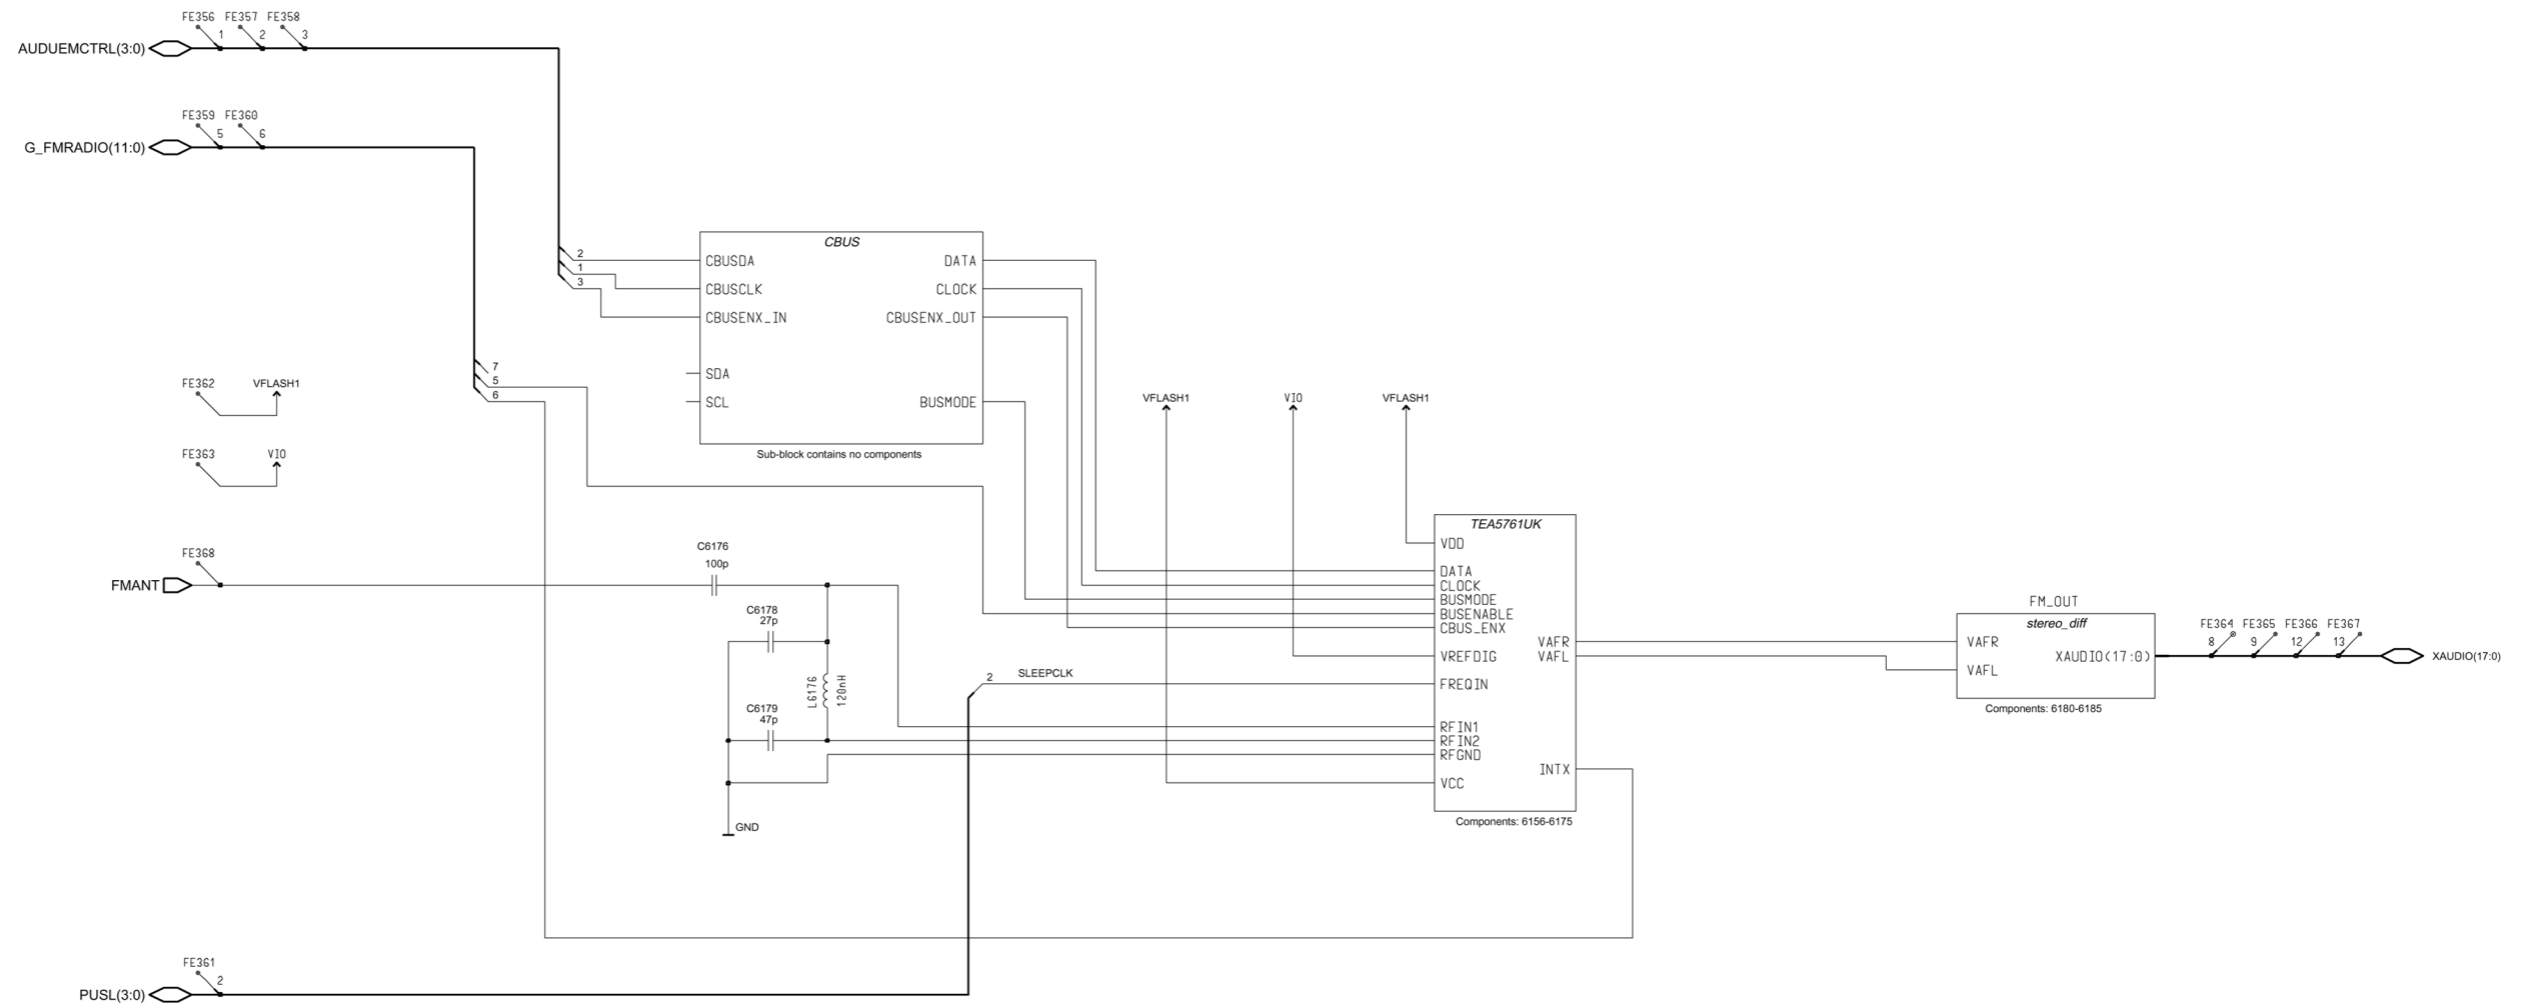 FE356 FE357 FE358
1 2 3
AUDUEMCTRL(3:0)
FE359 FE360
5 6
G_FMRADIO(11:0)
CBUS
2
CBUSDA DATA
1
CBUSCLK CLOCK
3
CBUSENX_IN CBUSENX_OUT
7
SDA
5
6
SCL BUSMODE
Sub-block contains no components
FE362 VFLASH1
FE363 VIO
VFLASH1 VIO VFLASH1
FE368
FMANT
C6176
100p
C6178
27p
L6176
120nH
C6179
47p
GND
2 SLEEPCLK
TEA5761UK
VDD
DATA
CLOCK
BUSMODE
BUSENABLE
CBUS_ENX
VAFR
VREFDIG VAFL
FREQIN
RFIN1
RFIN2
RFGND
INTX
VCC
Components: 6156-6175
FM_OUT
stereo_diff
VAFR
XAUDIO(17:0)
VAFL
Components: 6180-6185
FE364 FE365 FE366 FE367
8 9 12 13
XAUDIO(17:0)
FE361
2
PUSL(3:0)